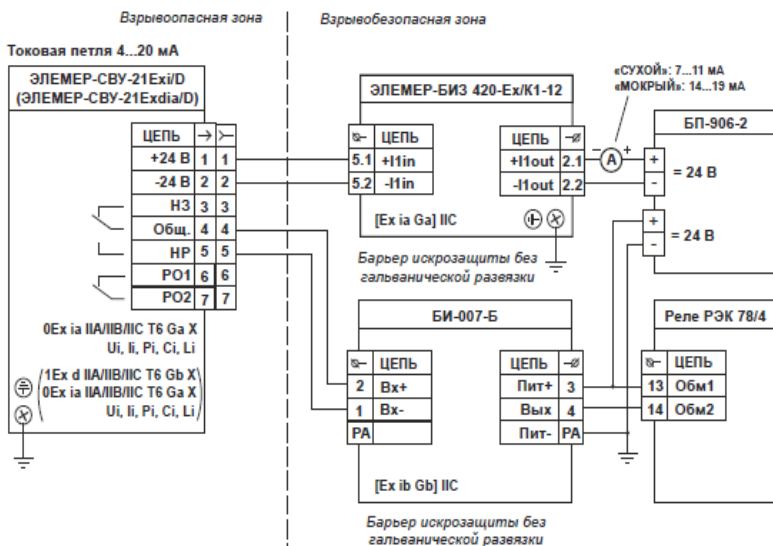 Взрывоопасная зона
Взрывобезопасная зона
Токовая петля 4...20 мА
ЭЛЕМЕР-СВУ-21Exi/D
(ЭЛЕМЕР-СВУ-21Exdia/D)
ЦЕПЬ
+24 В 1 1
-24 В 2 2
НЗ 3 3
Общ. 4 4
НР 5 5
РО1 6 6
РО2 7 7
0Ex ia IIA/IIB/IIC T6 Ga X
Ui, Ii, Pi, Ci, Li
(1Ex d IIA/IIB/IIC T6 Gb X)
0Ex ia IIA/IIB/IIC T6 Ga X
Ui, Ii, Pi, Ci, Li
ЭЛЕМЕР-БИЗ 420-Ex/К1-12
ЦЕПЬ
5.1 +I1in
5.2 -I1in
ЦЕПЬ
+I1out 2.1
-I1out 2.2
[Ex ia Ga] IIC
Барьер искрозащиты без
гальванической развязки
«СУХОЙ»: 7...11 мА
«МОКРЫЙ»: 14...19 мА
− A +
БП-906-2
+
= 24 В
-
+
= 24 В
-
БИ-007-Б
ЦЕПЬ
2 Вх+
1 Вх-
PA
ЦЕПЬ
Пит+ 3
Вых 4
Пит- PA
[Ex ib Gb] IIC
Барьер искрозащиты без
гальванической развязки
Реле РЭК 78/4
ЦЕПЬ
13 Обм1
14 Обм2